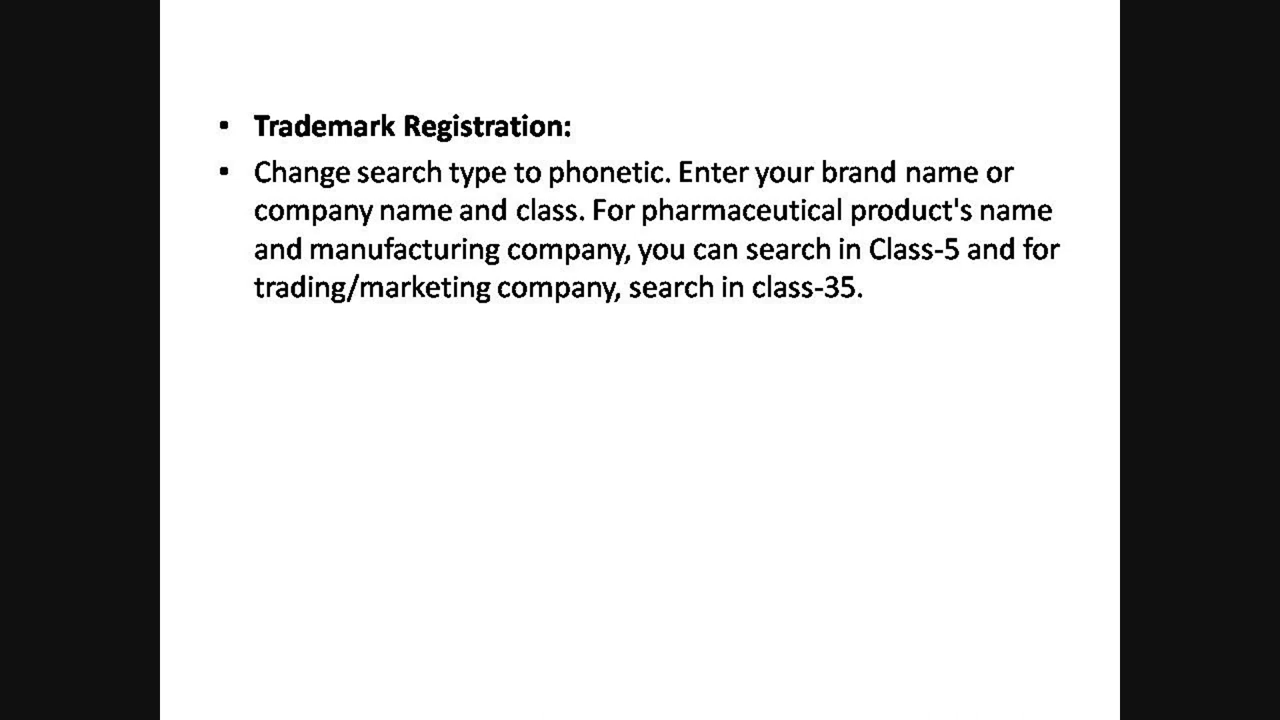 • Trademark Registration:
• Change search type to phonetic. Enter your brand name or
company name and class. For pharmaceutical product's name
and manufacturing company, you can search in Class-5 and for
trading/marketing company, search in class-35.